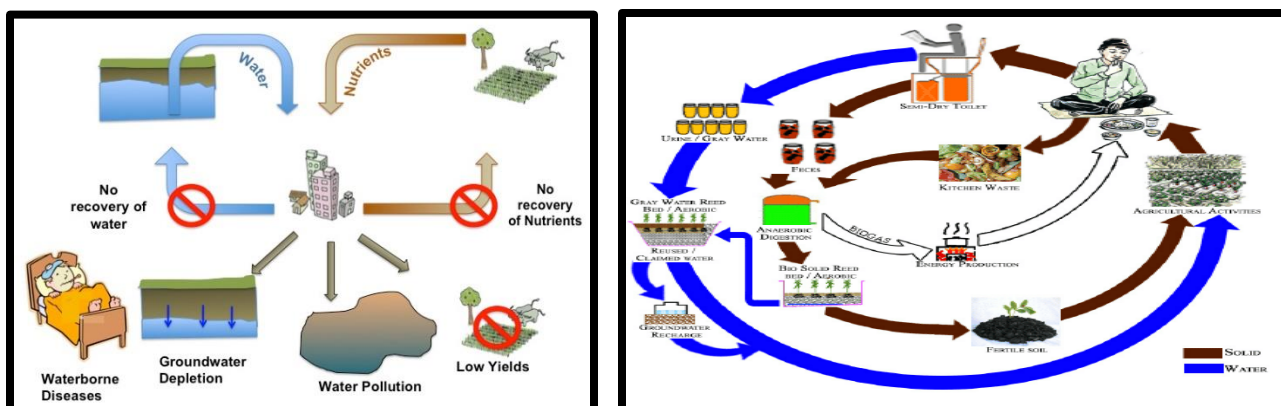 Water
Nutrients
No
recovery of
water
No
recovery
of Nutrients
Waterborne
Diseases
Groundwater
Depletion
Water Pollution
Low Yields
SEMI-DRY TOILET
URINE / GRAY WATER
FECES
KITCHEN WASTE
GRAY WATER REED
BED / AEROBIC
REUSED /
CLAIMED WATER
ANAEROBIC
DIGESTION
BIOGAS
ENERGY PRODUCTION
AGRICULTURAL ACTIVITIES
BIO SOLID REED
BED / AEROBIC
GROUNDWATER
RECHARGE
FERTILE SOIL
SOLID
WATER